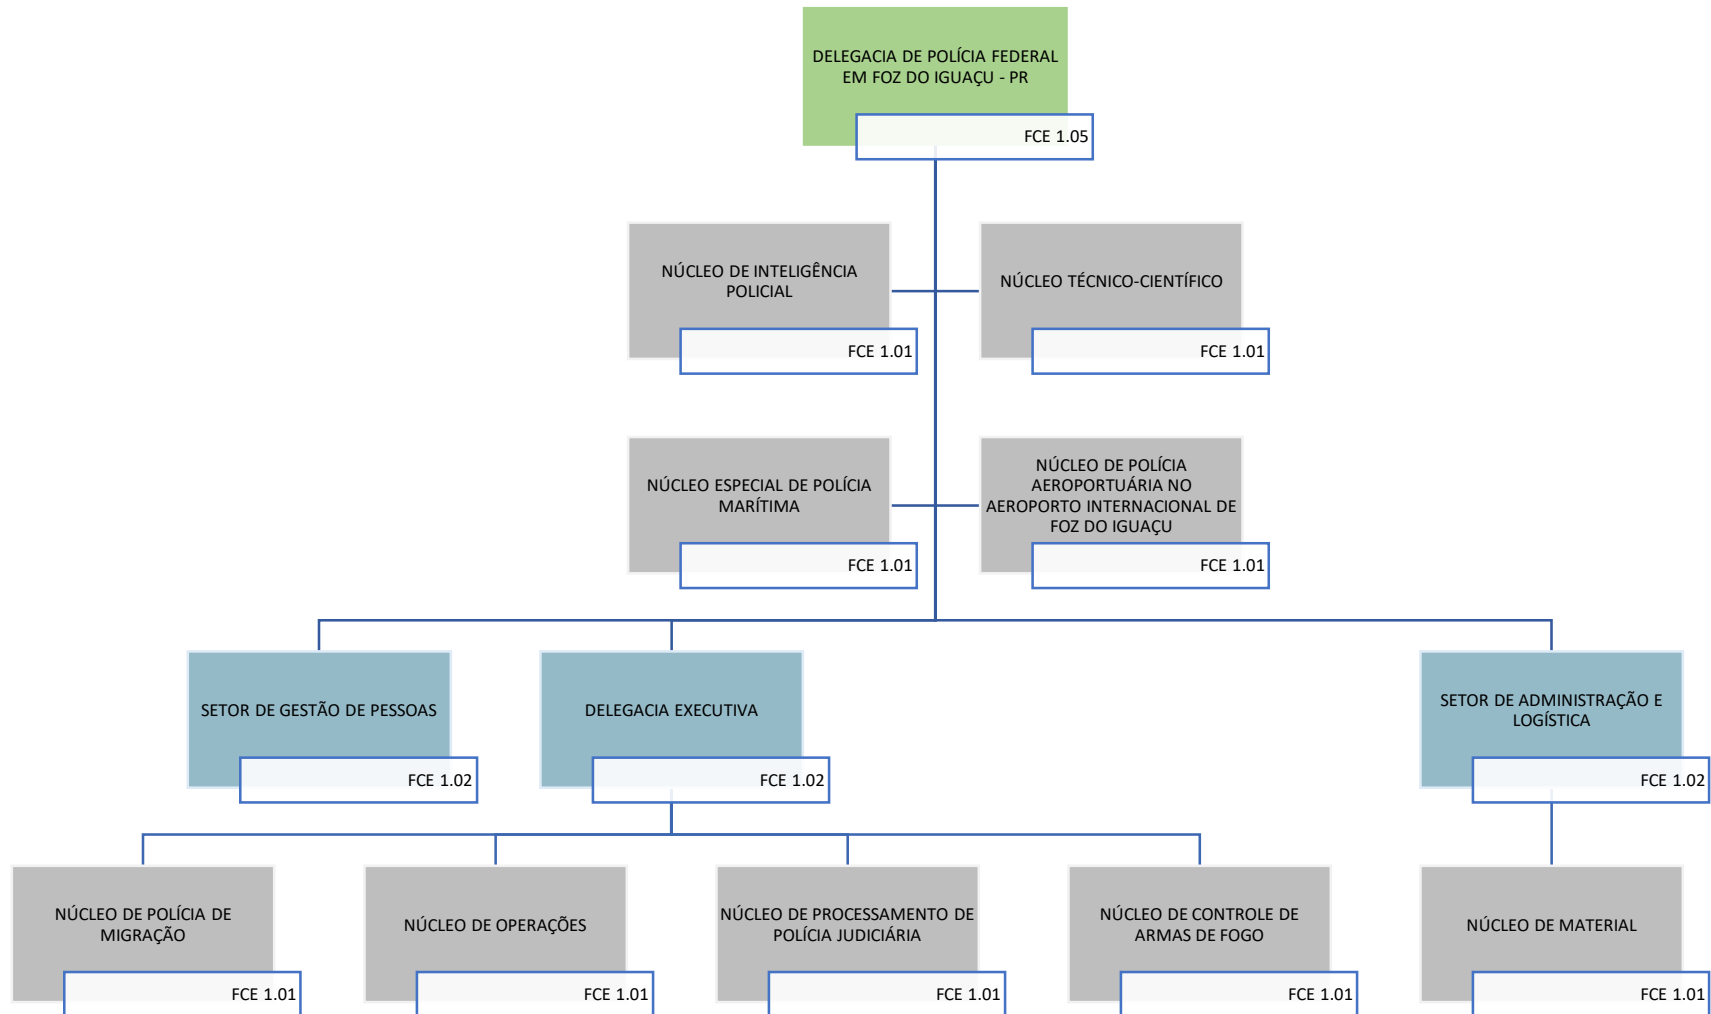 DELEGACIA DE POLÍCIA FEDERAL
EM FOZ DO IGUAÇU - PR
FCE 1.05
NÚCLEO DE INTELIGÊNCIA
POLICIAL
FCE 1.01
NÚCLEO TÉCNICO-CIENTÍFICO
FCE 1.01
NÚCLEO ESPECIAL DE POLÍCIA
MARÍTIMA
FCE 1.01
NÚCLEO DE POLÍCIA
AEROPORTUÁRIA NO
AEROPORTO INTERNACIONAL DE
FOZ DO IGUAÇU
FCE 1.01
SETOR DE GESTÃO DE PESSOAS
FCE 1.02
DELEGACIA EXECUTIVA
FCE 1.02
SETOR DE ADMINISTRAÇÃO E
LOGÍSTICA
FCE 1.02
NÚCLEO DE POLÍCIA DE
MIGRAÇÃO
FCE 1.01
NÚCLEO DE OPERAÇÕES
FCE 1.01
NÚCLEO DE PROCESSAMENTO DE
POLÍCIA JUDICIÁRIA
FCE 1.01
NÚCLEO DE CONTROLE DE
ARMAS DE FOGO
FCE 1.01
NÚCLEO DE MATERIAL
FCE 1.01